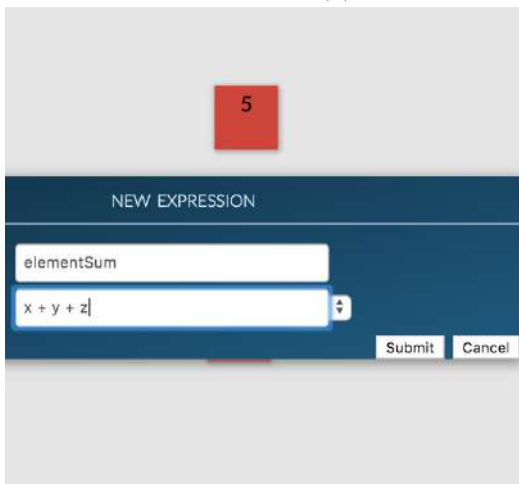 5
NEW EXPRESSION
elementSum
x + y + z
Submit Cancel